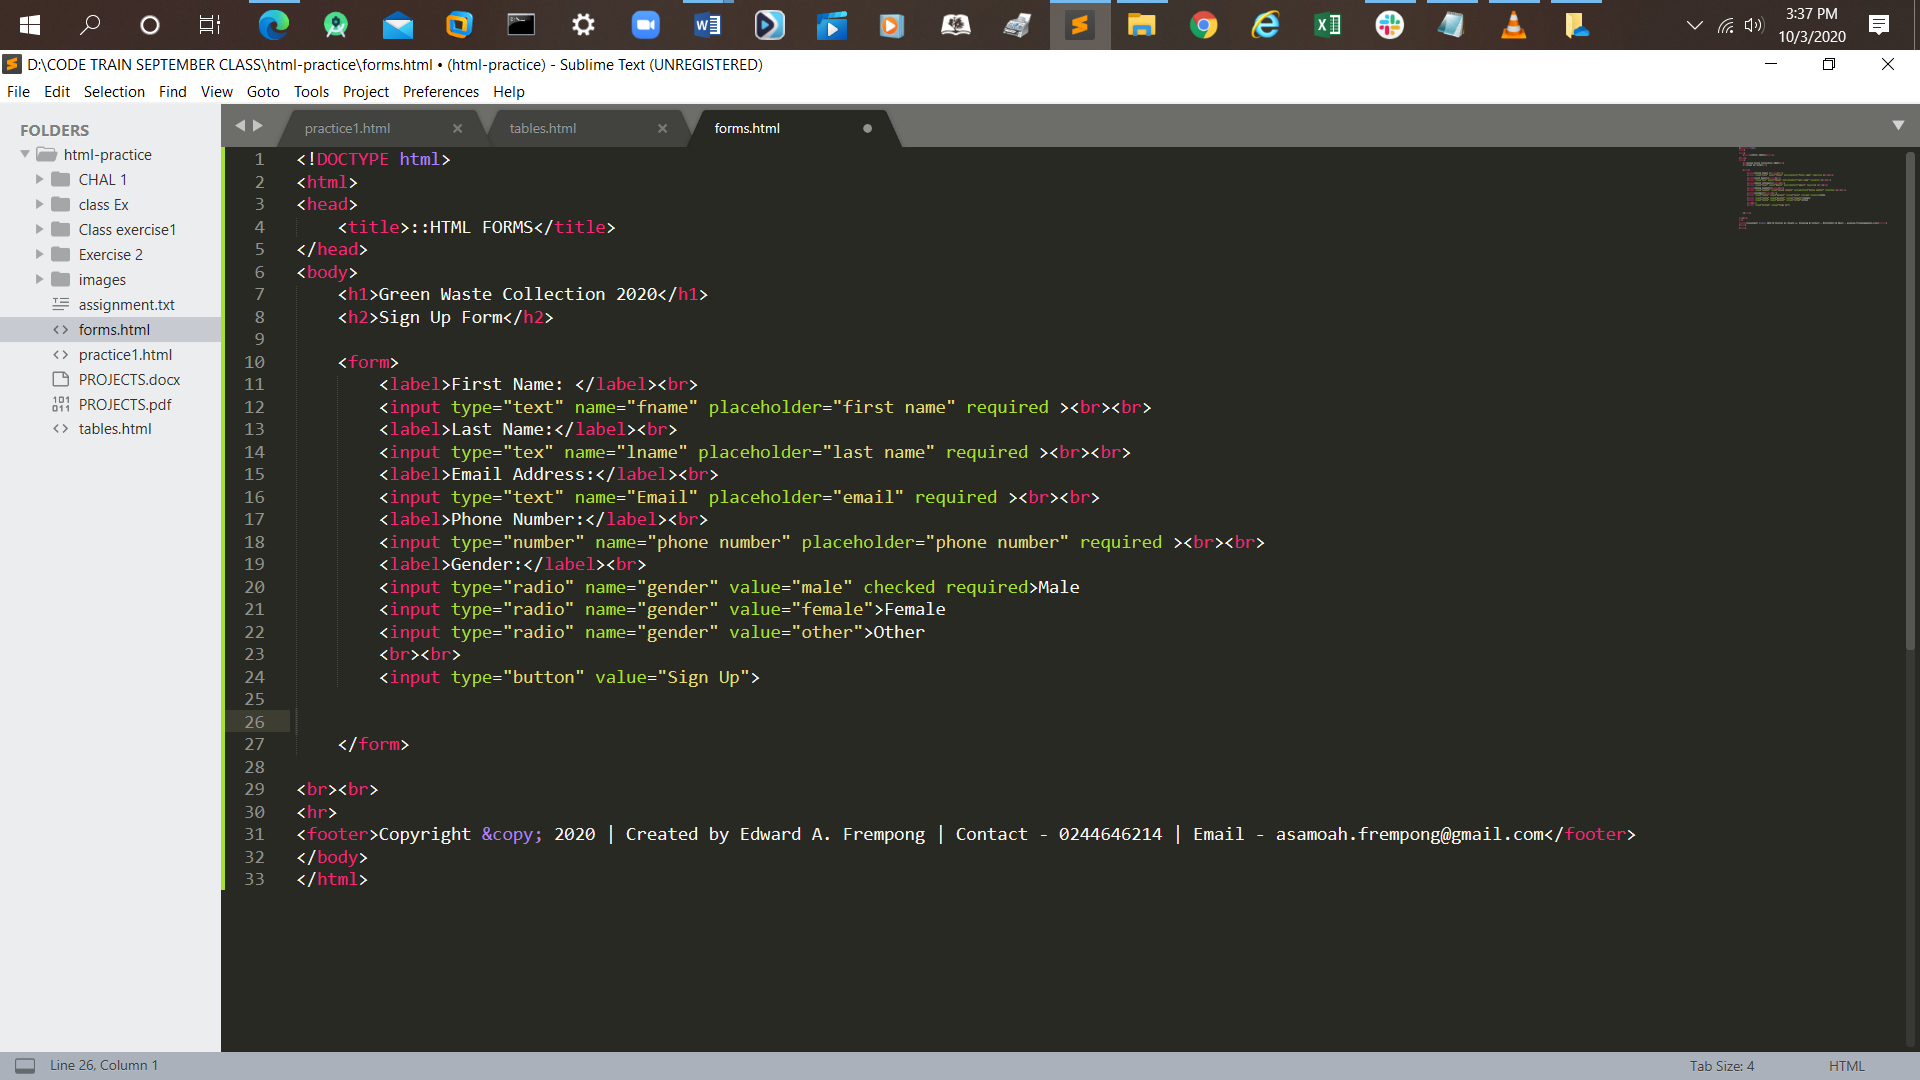 3:37 PM
10/3/2020
D:\CODE TRAIN SEPTEMBER CLASS\html-practice\forms.html • (html-practice) - Sublime Text (UNREGISTERED)
File Edit Selection Find View Goto Tools Project Preferences Help
FOLDERS
html-practice
CHAL 1
class Ex
Class exercise1
Exercise 2
images
assignment.txt
forms.html
practice1.html
PROJECTS.docx
PROJECTS.pdf
tables.html
practice1.html tables.html forms.html
1 <!DOCTYPE html>
2 <html>
3 <head>
4 <title>::HTML FORMS</title>
5 </head>
6 <body>
7 <h1>Green Waste Collection 2020</h1>
8 <h2>Sign Up Form</h2>
9
10 <form>
11 <label>First Name: </label><br>
12 <input type="text" name="fname" placeholder="first name" required ><br><br>
13 <label>Last Name:</label><br>
14 <input type="tex" name="lname" placeholder="last name" required ><br><br>
15 <label>Email Address:</label><br>
16 <input type="text" name="Email" placeholder="email" required ><br><br>
17 <label>Phone Number:</label><br>
18 <input type="number" name="phone number" placeholder="phone number" required ><br><br>
19 <label>Gender:</label><br>
20 <input type="radio" name="gender" value="male" checked required>Male
21 <input type="radio" name="gender" value="female">Female
22 <input type="radio" name="gender" value="other">Other
23 <br><br>
24 <input type="button" value="Sign Up">
25
26
27 </form>
28
29 <br><br>
30 <hr>
31 <footer>Copyright &copy; 2020 | Created by Edward A. Frempong | Contact - 0244646214 | Email - asamoah.frempong@gmail.com</footer>
32 </body>
33 </html>
Line 26, Column 1
Tab Size: 4 HTML